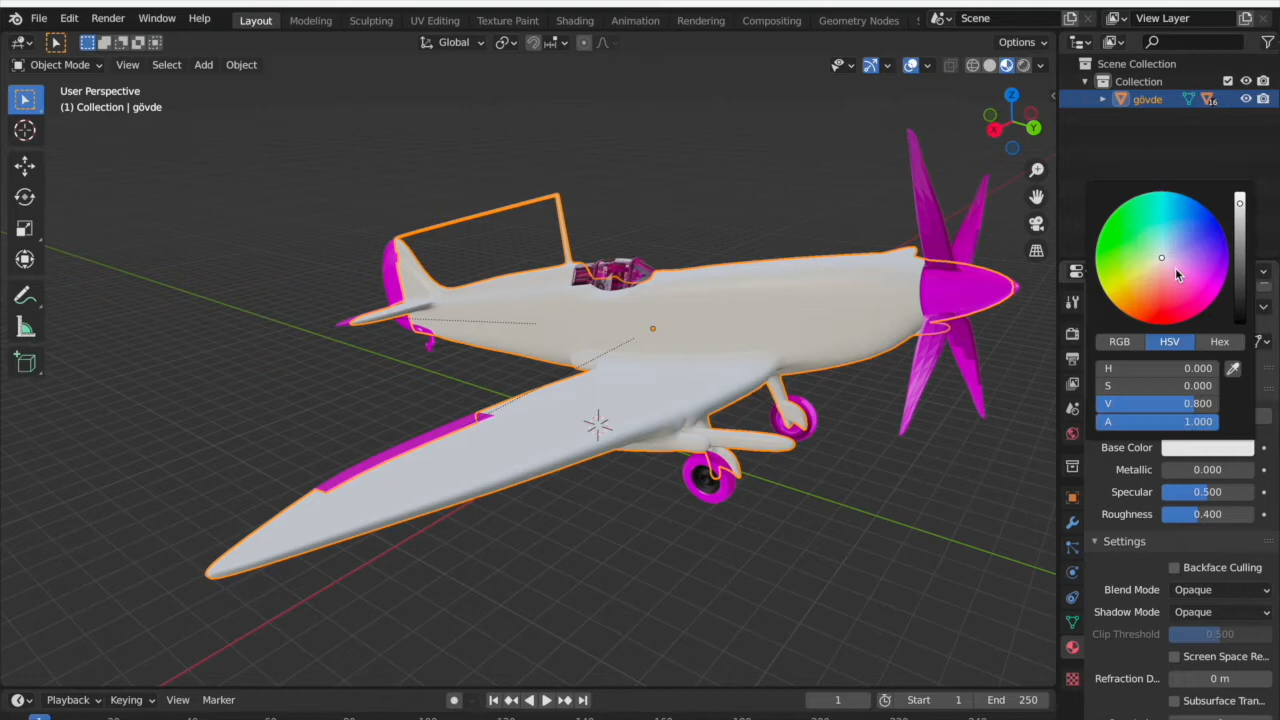 File Edit Render Window Help Layout Modeling Sculpting UV Editing Texture Paint Shading Animation Rendering Compositing Geometry Nodes Scene View Layer
Global Options
Object Mode View Select Add Object
User Perspective
(1) Collection | gövde
Scene Collection
Collection
gövde
16
Z
X
Y
RGB HSV Hex
H 0.000
S 0.000
V 0.800
A 1.000
Base Color
Metallic 0.000
Specular 0.500
Roughness 0.400
Settings
Backface Culling
Blend Mode Opaque
Shadow Mode Opaque
Clip Threshold 0.500
Screen Space Re...
Refraction D... 0 m
Subsurface Tran...
Playback Keying View Marker 1 Start 1 End 250